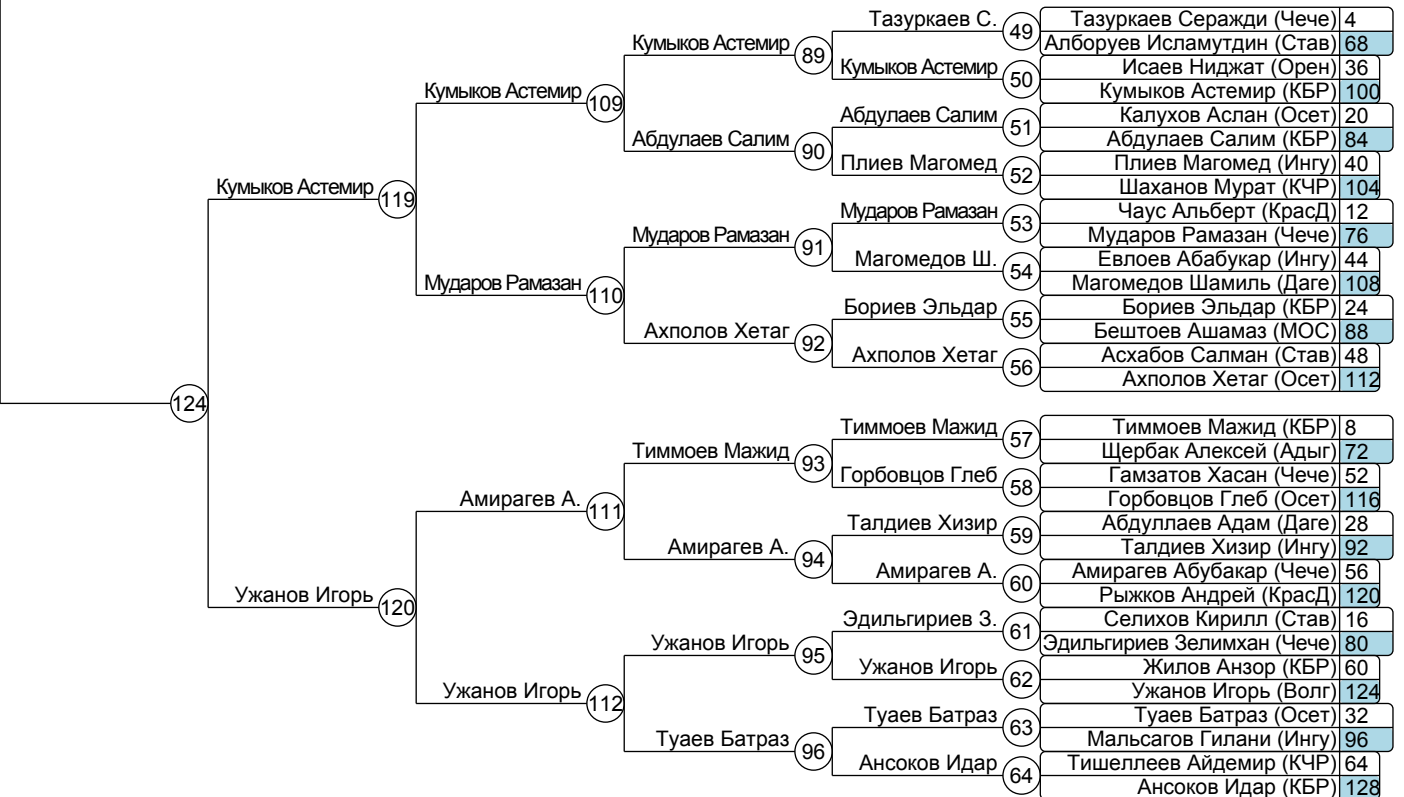 Тазуркаев С. 49 Тазуркаев Серажди (Чече) 4
Кумыков Астемир 89 Алборуев Исламутдин (Став) 68
Кумыков Астемир 50 Исаев Ниджат (Орен) 36
Кумыков Астемир 109 Кумыков Астемир (КБР) 100
Абдулаев Салим 51 Калухов Аслан (Осет) 20
Абдулаев Салим 90 Абдулаев Салим (КБР) 84
Плиев Магомед 52 Плиев Магомед (Ингу) 40
Кумыков Астемир 119 Шаханов Мурат (КЧР) 104
Мударов Рамазан 53 Чаус Альберт (КрасД) 12
Мударов Рамазан 91 Мударов Рамазан (Чече) 76
Магомедов Ш. 54 Евлоев Абабукар (Ингу) 44
Мударов Рамазан 110 Магомедов Шамиль (Даге) 108
Бориев Эльдар 55 Бориев Эльдар (КБР) 24
Ахполов Хетаг 92 Бештоев Ашамаз (МОС) 88
Ахполов Хетаг 56 Асхабов Салман (Став) 48
Ахполов Хетаг (Осет) 112
124
Тиммоев Мажид 57 Тиммоев Мажид (КБР) 8
Тиммоев Мажид 93 Щербак Алексей (Адыг) 72
Горбовцов Глеб 58 Гамзатов Хасан (Чече) 52
Амирагев А. 111 Горбовцов Глеб (Осет) 116
Талдиев Хизир 59 Абдуллаев Адам (Даге) 28
Амирагев А. 94 Талдиев Хизир (Ингу) 92
Амирагев А. 60 Амирагев Абубакар (Чече) 56
Ужанов Игорь 120 Рыжков Андрей (КрасД) 120
Эдильгириев З. 61 Селихов Кирилл (Став) 16
Ужанов Игорь 95 Эдильгириев Зелимхан (Чече) 80
Ужанов Игорь 62 Жилов Анзор (КБР) 60
Ужанов Игорь 112 Ужанов Игорь (Волг) 124
Туаев Батраз 63 Туаев Батраз (Осет) 32
Туаев Батраз 96 Мальсагов Гилани (Ингу) 96
Ансоков Идар 64 Тишеллеев Айдемир (КЧР) 64
Ансоков Идар (КБР) 128